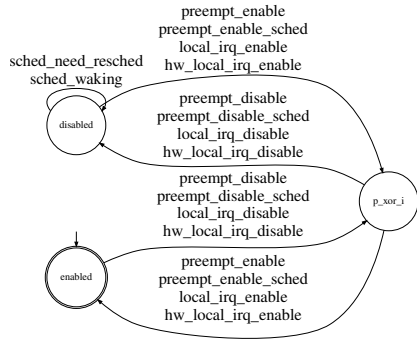 preempt_enable
preempt_enable_sched
local_irq_enable
hw_local_irq_enable
sched_need_resched
sched_waking
disabled
preempt_disable
preempt_disable_sched
local_irq_disable
hw_local_irq_disable
preempt_disable
preempt_disable_sched
local_irq_disable
hw_local_irq_disable
p_xor_i
enabled
preempt_enable
preempt_enable_sched
local_irq_enable
hw_local_irq_enable